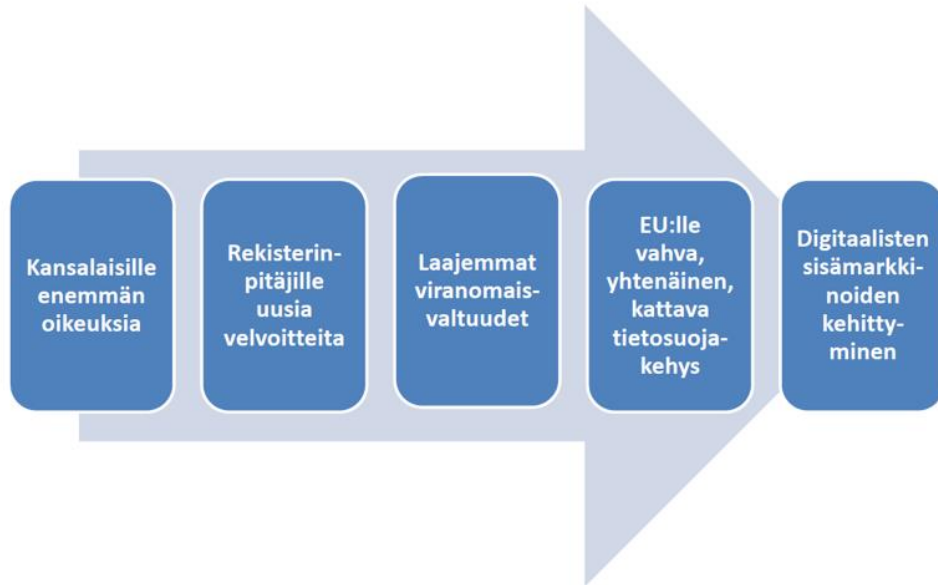 Kansalaisille
enemmän
oikeuksia
Rekisterin-
pitäjille
uusia
velvoitteita
Laajemmat
viranomais-
valtuudet
EU:lle
vahva,
yhtenäinen,
kattava
tietosuoja-
kehys
Digitaalisten
sisämarkki-
noiden
kehitty-
minen